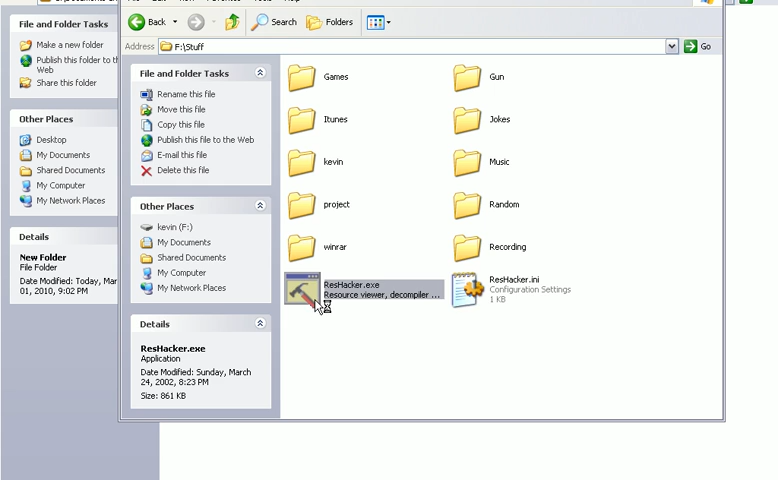 File and Folder Tasks
Make a new folder
Publish this folder to th
Web
Share this folder
Other Places
Desktop
My Documents
Shared Documents
My Computer
My Network Places
Details
New Folder
File Folder
Date Modified: Today, Mar
01, 2010, 9:02 PM
Back
Search
Folders
Address
F:\Stuff
Go
File and Folder Tasks
Rename this file
Move this file
Copy this file
Publish this file to the Web
E-mail this file
Delete this file
Other Places
kevin (F:)
My Documents
Shared Documents
My Computer
My Network Places
Details
ResHacker.exe
Application
Date Modified: Sunday, March
24, 2002, 8:23 PM
Size: 861 KB
Games
Gun
Itunes
Jokes
kevin
Music
project
Random
winrar
Recording
ResHacker.exe
Resource viewer, decompiler ...
ResHacker.ini
Configuration Settings
1 KB